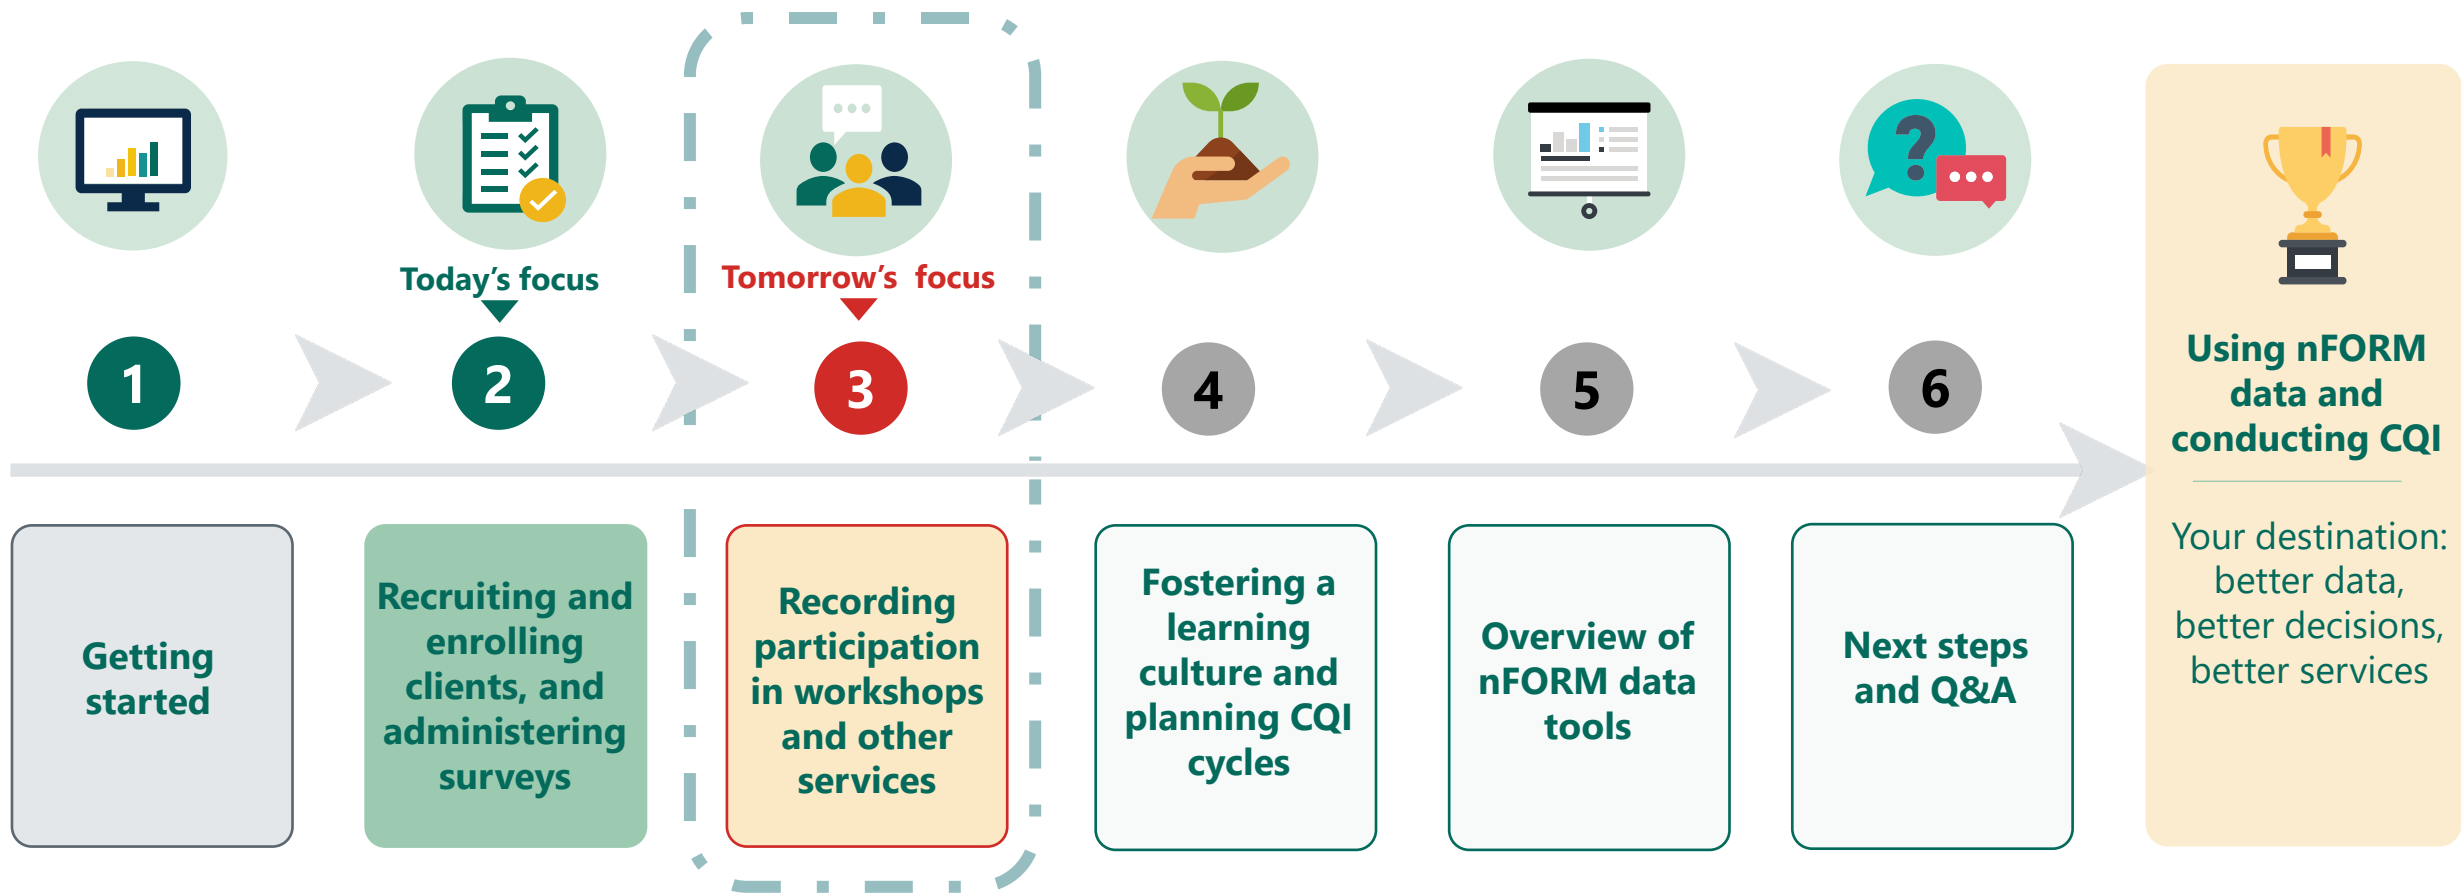 Today's focus
Tomorrow's focus
1
2
3
4
5
6
Getting
started
Recruiting and
enrolling
clients, and
administering
surveys
Recording
participation
in workshops
and other
services
Fostering a
learning
culture and
planning CQI
cycles
Overview of
nFORM data
tools
Next steps
and Q&A
Using nFORM
data and
conducting CQI
Your destination:
better data,
better decisions,
better services